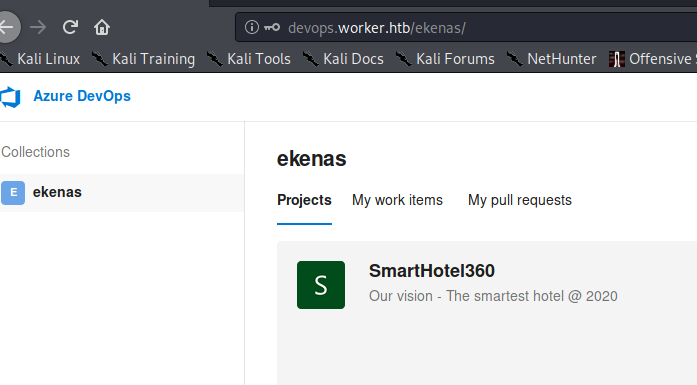 devops.worker.htb/ekenas/
Kali Linux Kali Training Kali Tools Kali Docs Kali Forums NetHunter Offensive
Azure DevOps
Collections
E ekenas
ekenas
Projects My work items My pull requests
S SmartHotel360
Our vision - The smartest hotel @ 2020